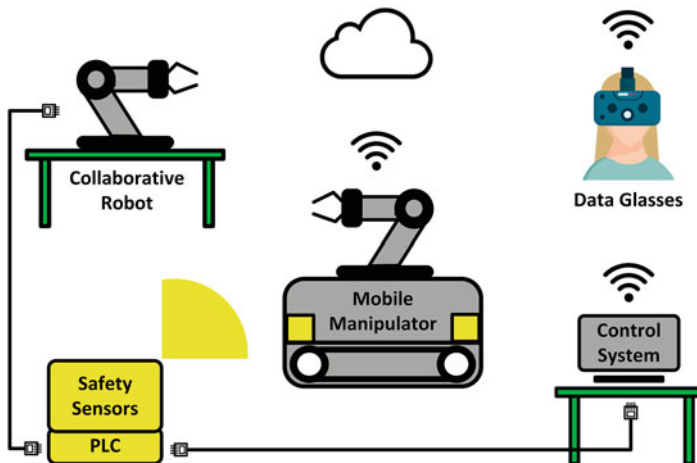 Collaborative
Robot
Data Glasses
Mobile
Manipulator
Control
System
Safety
Sensors
PLC